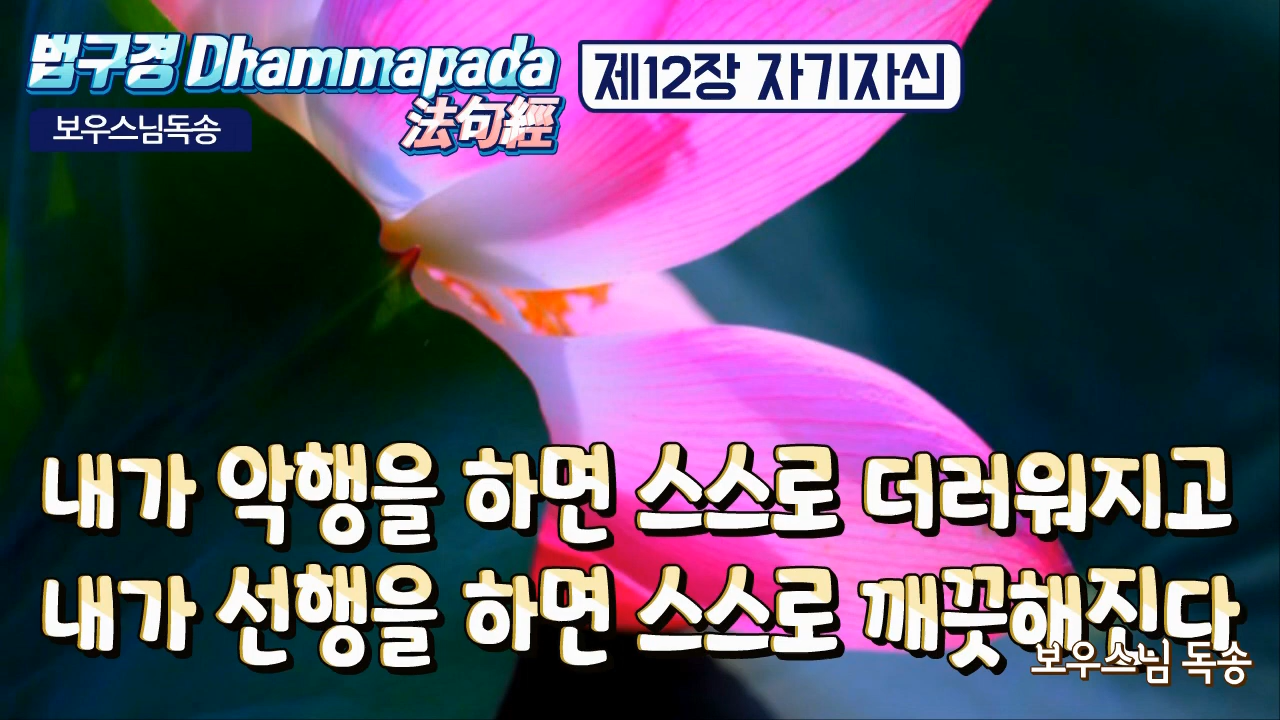 법구경 Dhammapada
法句經
보우스님독송
제12장 자기자신
내가 악행을 하면 스스로 더러워지고
내가 선행을 하면 스스로 깨끗해진다
보우스님 독송